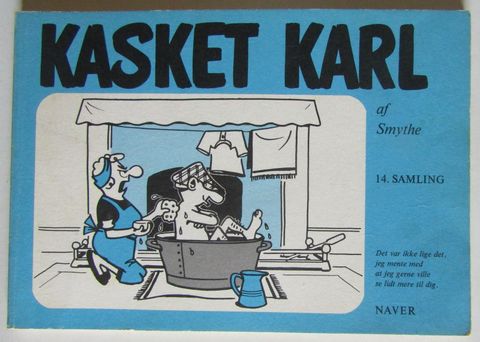 KASKET KARL
af
Smythe
14. SAMLING
Det var ikke lige det,
jeg mente med
at jeg gerne ville
se lidt mere til dig.
NAVER